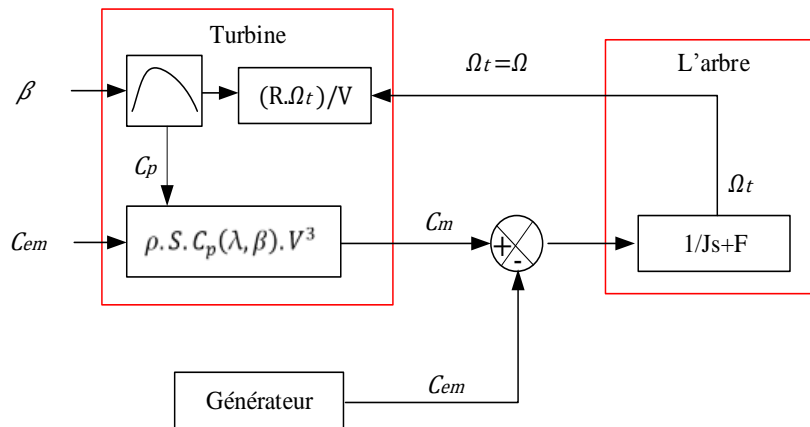 Turbine
L'arbre
Ωt=Ω
β
(R.Ωt)/V
Cp
Ωt
Cem
ρ.S.Cp(λ,β).V³
Cm
+
-
1/Js+F
Générateur
Cem